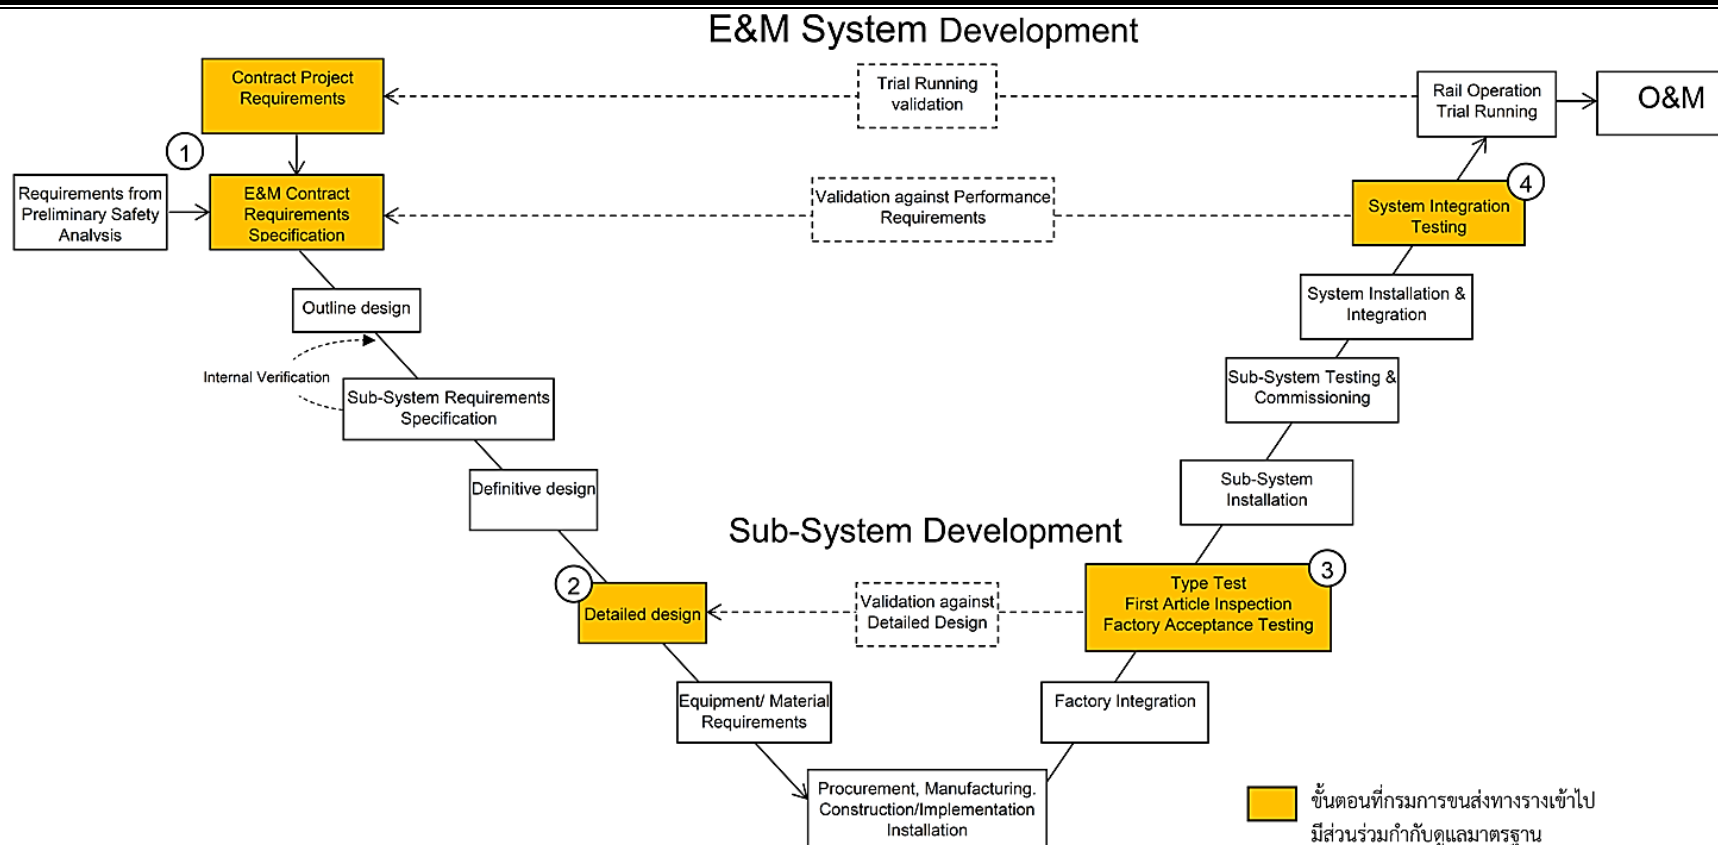 E&M System Development
Contract Project
Requirements
Trial Running
validation
Rail Operation
Trial Running
O&M
1
Requirements from
Preliminary Safety
Analysis
E&M Contract
Requirements
Specification
Validation against Performance
Requirements
4
System Integration
Testing
Outline design
System Installation &
Integration
Internal Verification
Sub-System Requirements
Specification
Sub-System Testing &
Commissioning
Definitive design
Sub-System
Installation
Sub-System Development
2
Detailed design
Validation against
Detailed Design
3
Type Test
First Article Inspection
Factory Acceptance Testing
Equipment/ Material
Requirements
Factory Integration
Procurement, Manufacturing.
Construction/Implementation
Installation
ขั้นตอนที่กรมการขนส่งทางรางเข้าไป
มีส่วนร่วมกำกับดูแลมาตรฐาน